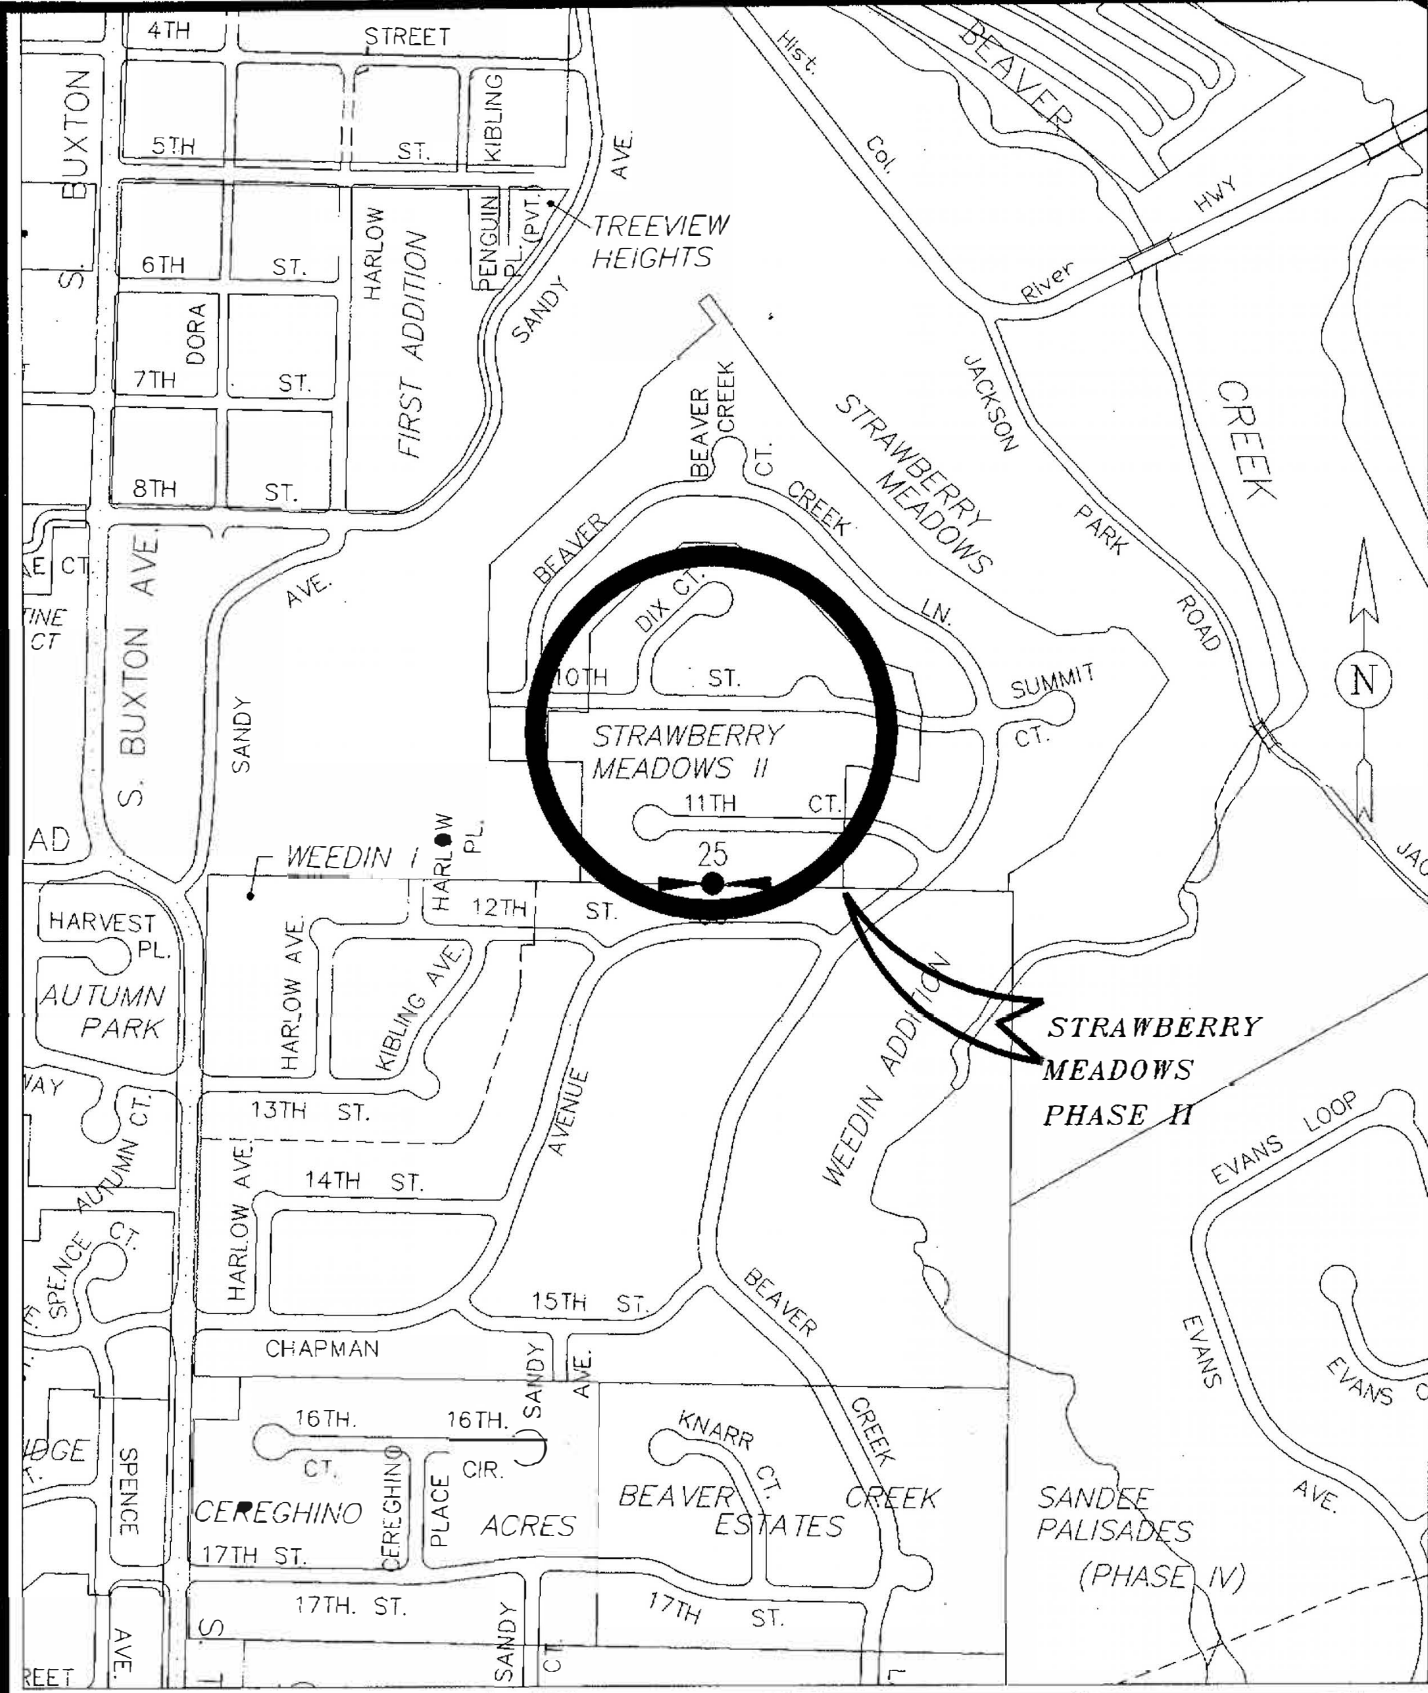 4TH
STREET
S. BUXTON
5TH
ST.
KIBLING
AVE.
Hist.
Col.
River
HWY
BEAVER
CREEK
6TH
ST.
HARLOW
FIRST ADDITION
PENGUIN
PL.
(PVT.
TREEVIEW
HEIGHTS
SANDY
DORA
7TH
ST.
8TH
ST.
JACKSON
PARK
ROAD
BEAVER
CREEK
CT.
STRAWBERRY
MEADOWS
BEAVER
CREEK
LN.
CT.
TINE
CT
S. BUXTON AVE.
SANDY
AVE.
DIX CT.
10TH
ST.
SUMMIT
CT.
N
STRAWBERRY
MEADOWS II
11TH
CT.
25
AD
WEEDIN I
HARLOW
PL.
12TH
ST.
HARVEST
PL.
AUTUMN
PARK
HARLOW AVE.
KIBLING AVE.
WEEDIN ADDITION
STRAWBERRY
MEADOWS
PHASE II
WAY
AUTUMN CT.
13TH ST.
AVENUE
EVANS LOOP
14TH ST.
HARLOW AVE.
SPENCE CT.
15TH ST.
BEAVER
CREEK
CHAPMAN
SANDY
AVE.
EVANS
AVE.
EVANS C
IDGE
SPENCE
AVE.
16TH.
CT.
16TH.
CIR.
KNARR
CT.
CEREGHINO
ACRES
CEREGHINO
PLACE
BEAVER CREEK
ESTATES
SANDEE
PALISADES
(PHASE IV)
17TH ST.
17TH. ST.
SANDY
CT.
17TH
ST.
REET
S.